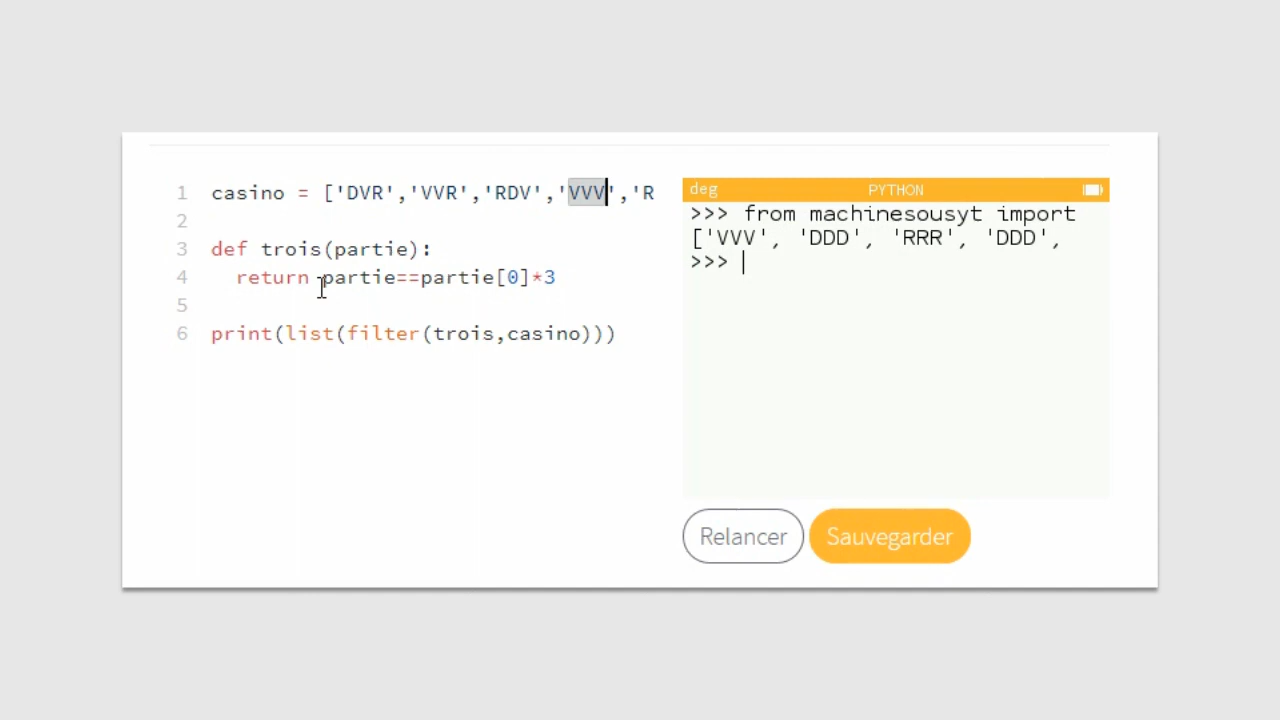 1 casino = ['DVR','VVR','RDV','VVV','R
2
3 def trois(partie):
4   return partie==partie[0]*3
5
6 print(list(filter(trois,casino)))
deg PYTHON
>>> from machinesousyt import
['VVV', 'DDD', 'RRR', 'DDD',
>>>
Relancer Sauvegarder